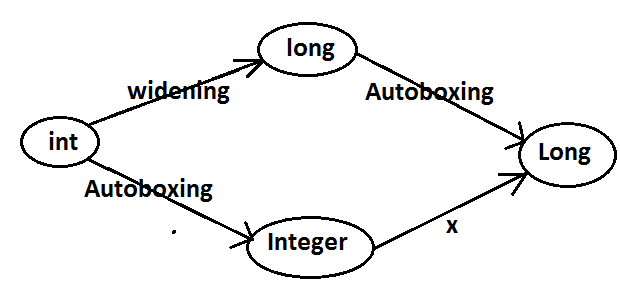 long
widening
Autoboxing
int
Long
Autoboxing
Integer
x